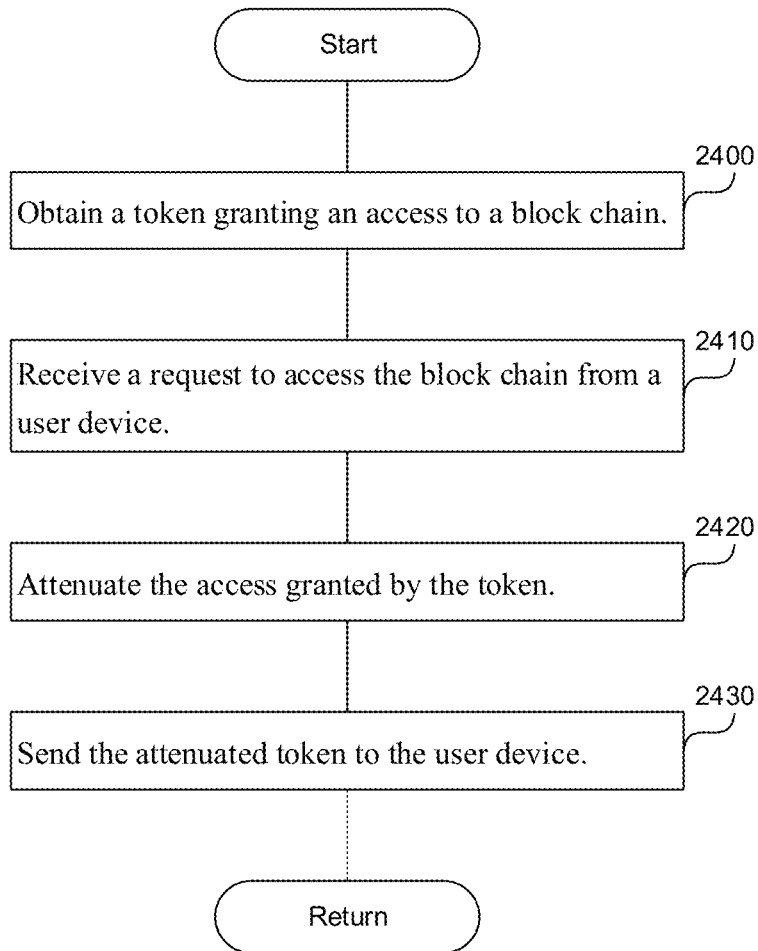 Start
2400
Obtain a token granting an access to a block chain.
2410
Receive a request to access the block chain from a
user device.
2420
Attenuate the access granted by the token.
2430
Send the attenuated token to the user device.
Return